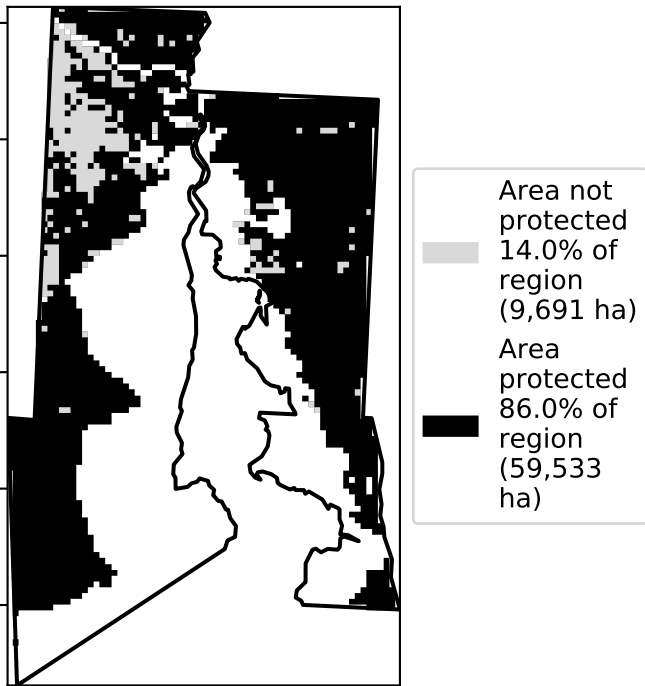 Area not
protected
14.0% of
region
(9,691 ha)
Area
protected
86.0% of
region
(59,533
ha)